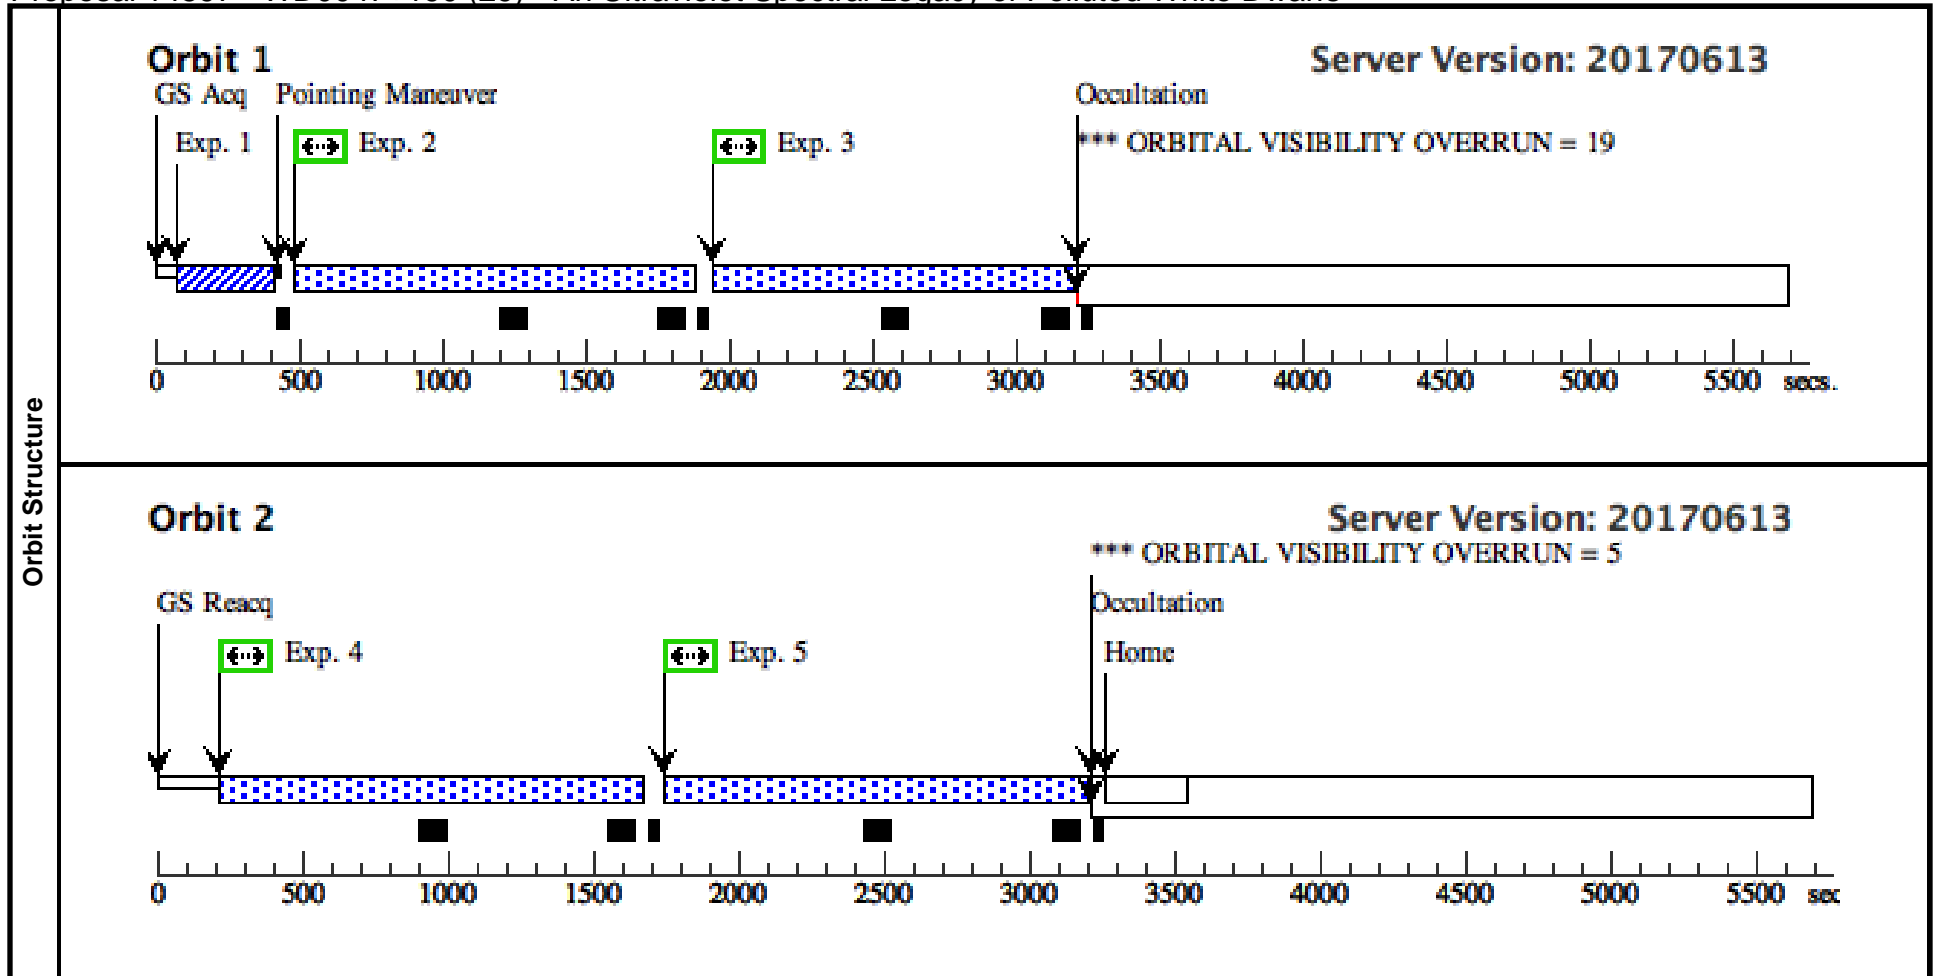 Orbit 1
Server Version: 20170613
GS Acq Pointing Maneuver Occultation
Exp. 1 Exp. 2 Exp. 3 *** ORBITAL VISIBILITY OVERRUN = 19
0 500 1000 1500 2000 2500 3000 3500 4000 4500 5000 5500 secs.
Orbit Structure
Orbit 2
Server Version: 20170613
*** ORBITAL VISIBILITY OVERRUN = 5
GS Reacq Occultation
Exp. 4 Exp. 5 Home
0 500 1000 1500 2000 2500 3000 3500 4000 4500 5000 5500 sec